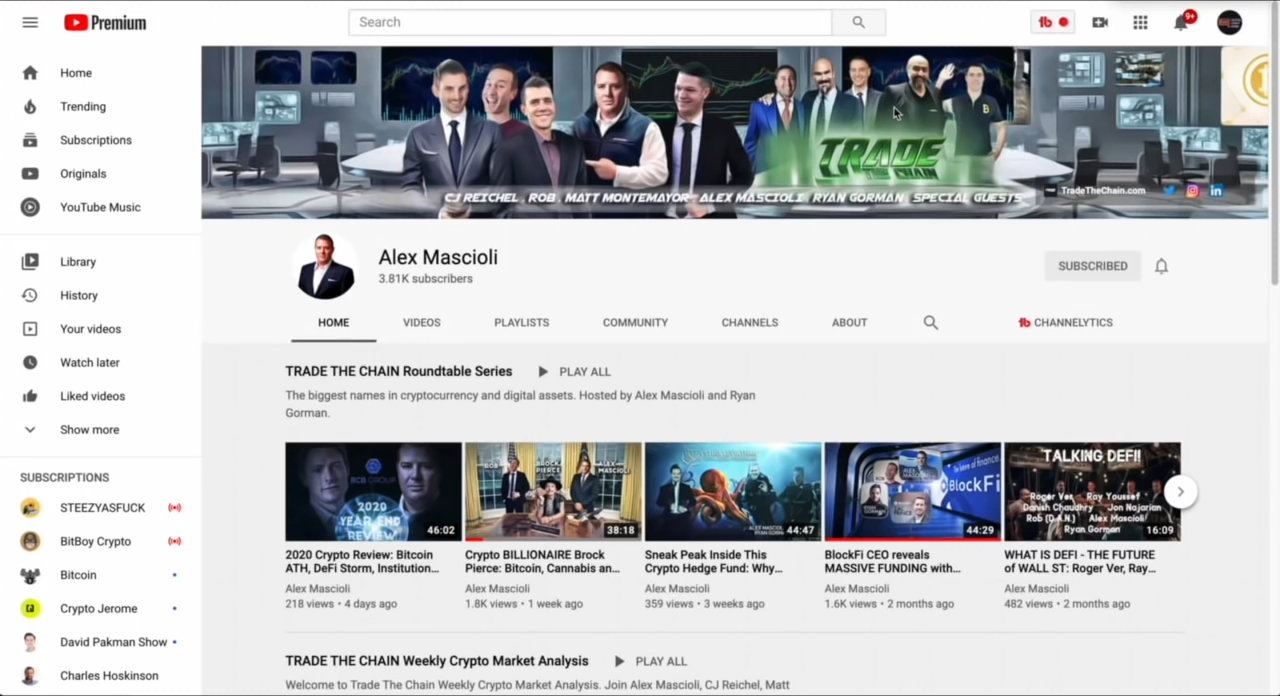 Premium
Search
9+
Home
Trending
Subscriptions
Originals
YouTube Music
Library
History
Your videos
Watch later
Liked videos
Show more
SUBSCRIPTIONS
STEEZYASFUCK
BitBoy Crypto
Bitcoin
Crypto Jerome
David Pakman Show
Charles Hoskinson
TRADE
THE CHAIN
CJ REICHEL . ROB . MATT MONTEMAYOR ALEX MASCIOLI RYAN GORMAN SPECIAL GUESTS
TradeTheChain.com
Alex Mascioli
3.81K subscribers
SUBSCRIBED
HOME VIDEOS PLAYLISTS COMMUNITY CHANNELS ABOUT CHANNELYTICS
TRADE THE CHAIN Roundtable Series PLAY ALL
The biggest names in cryptocurrency and digital assets. Hosted by Alex Mascioli and Ryan
Gorman.
BCB GROUP
2020
YEAR END
REVIEW
46:02
2020 Crypto Review: Bitcoin
ATH, DeFi Storm, Institution...
Alex Mascioli
218 views • 4 days ago
ROB
BROCK
PIERCE
ALEX
MASCIOLI
38:18
Crypto BILLIONAIRE Brock
Pierce: Bitcoin, Cannabis an...
Alex Mascioli
1.8K views • 1 week ago
44:47
Sneak Peak Inside This
Crypto Hedge Fund: Why...
Alex Mascioli
359 views • 3 weeks ago
The future of finance
BlockFi
44:29
BlockFi CEO reveals
MASSIVE FUNDING with...
Alex Mascioli
1.6K views • 2 months ago
TALKING DEFI!
Roger Ver Ray Youssef
Danish Chaudhry Jon Najarian
Rob (D.A.N.) Alex Mascioli
Ryan Gorman
16:09
WHAT IS DEFI - THE FUTURE
of WALL ST: Roger Ver, Ray...
Alex Mascioli
482 views • 2 months ago
TRADE THE CHAIN Weekly Crypto Market Analysis PLAY ALL
Welcome to Trade The Chain Weekly Crypto Market Analysis. Join Alex Mascioli, CJ Reichel, Matt